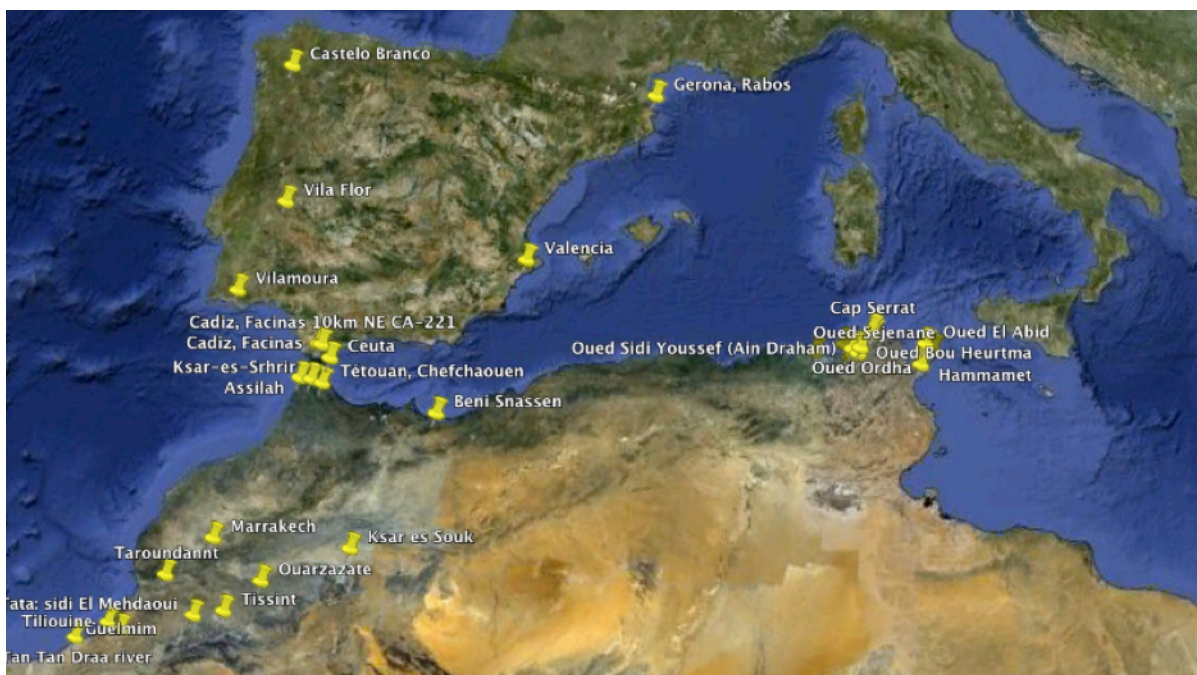 Castelo Branco
Gerona, Rabos
Vila Flor
Valencia
Vilamoura
Cap Serrat
Cadiz, Facinas 10km NE CA-221
Oued Sejenane
Oued El Abid
Cadiz, Facinas
Ceuta
Oued Sidi Youssef (Ain Draham)
Oued Bou Heurtma
Ksar-es-Srhrir
Tétouan, Chefchaouen
Oued Ordha
Hammamet
Assilah
Beni Snassen
Marrakech
Ksar es Souk
Taroundannt
Ouarzazate
Tissint
Tata: sidi El Mehdaoui
Tiliouine
Guelmim
Tan Tan Draa river